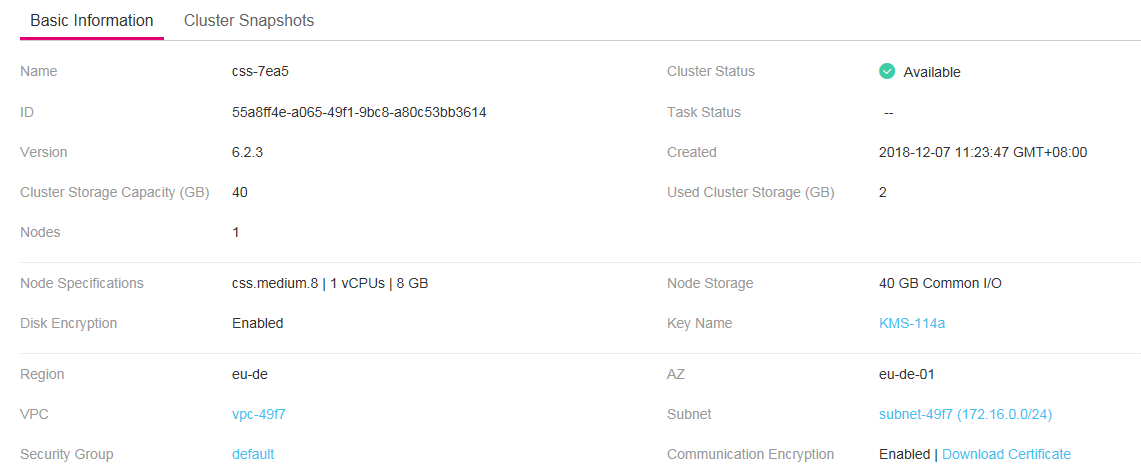 Basic Information Cluster Snapshots
Name css-7ea5 Cluster Status Available
ID 55a8ff4e-a065-49f1-9bc8-a80c53bb3614 Task Status --
Version 6.2.3 Created 2018-12-07 11:23:47 GMT+08:00
Cluster Storage Capacity (GB) 40 Used Cluster Storage (GB) 2
Nodes 1
Node Specifications css.medium.8 | 1 vCPUs | 8 GB Node Storage 40 GB Common I/O
Disk Encryption Enabled Key Name KMS-114a
Region eu-de AZ eu-de-01
VPC vpc-49f7 Subnet subnet-49f7 (172.16.0.0/24)
Security Group default Communication Encryption Enabled | Download Certificate